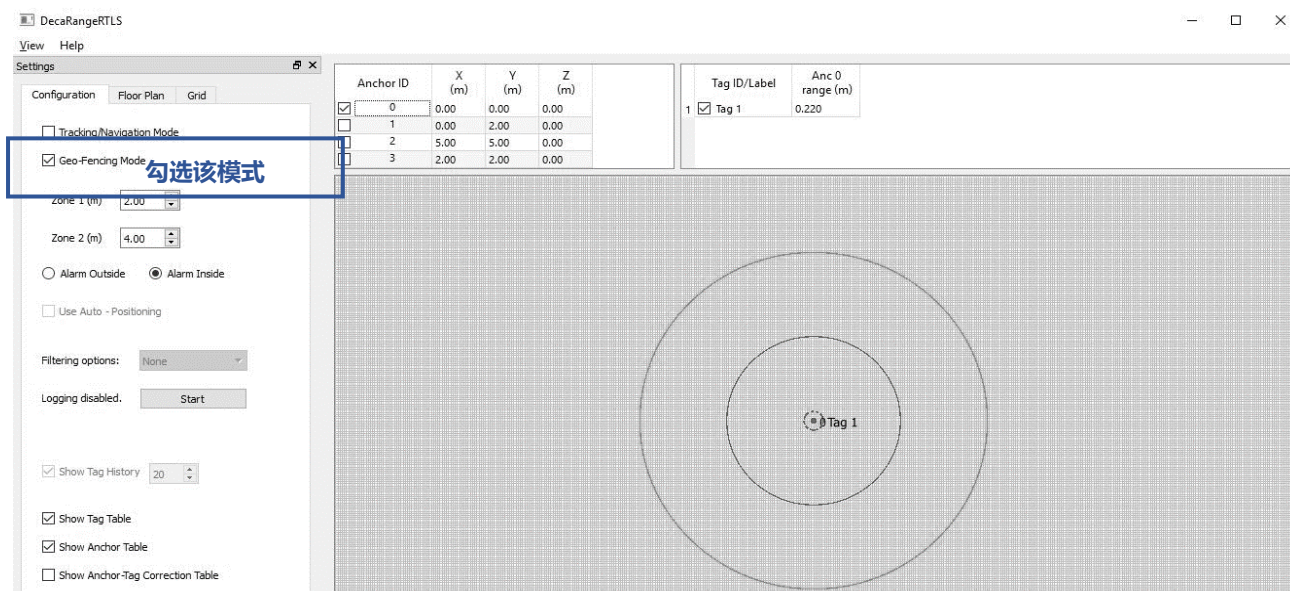 DecaRangeRTLS
View Help
Settings
Configuration Floor Plan Grid
Tracking/Navigation Mode
Geo-Fencing Mode
勾选该模式
Zone 1 (m) 2.00
Zone 2 (m) 4.00
Alarm Outside Alarm Inside
Use Auto - Positioning
Filtering options: None
Logging disabled. Start
Show Tag History 20
Show Tag Table
Show Anchor Table
Show Anchor-Tag Correction Table
Anchor ID X (m) Y (m) Z (m)
0 0.00 0.00 0.00
1 0.00 2.00 0.00
2 5.00 5.00 0.00
3 2.00 2.00 0.00
Tag ID/Label Anc 0 range (m)
1 Tag 1 0.220
0 Tag 1